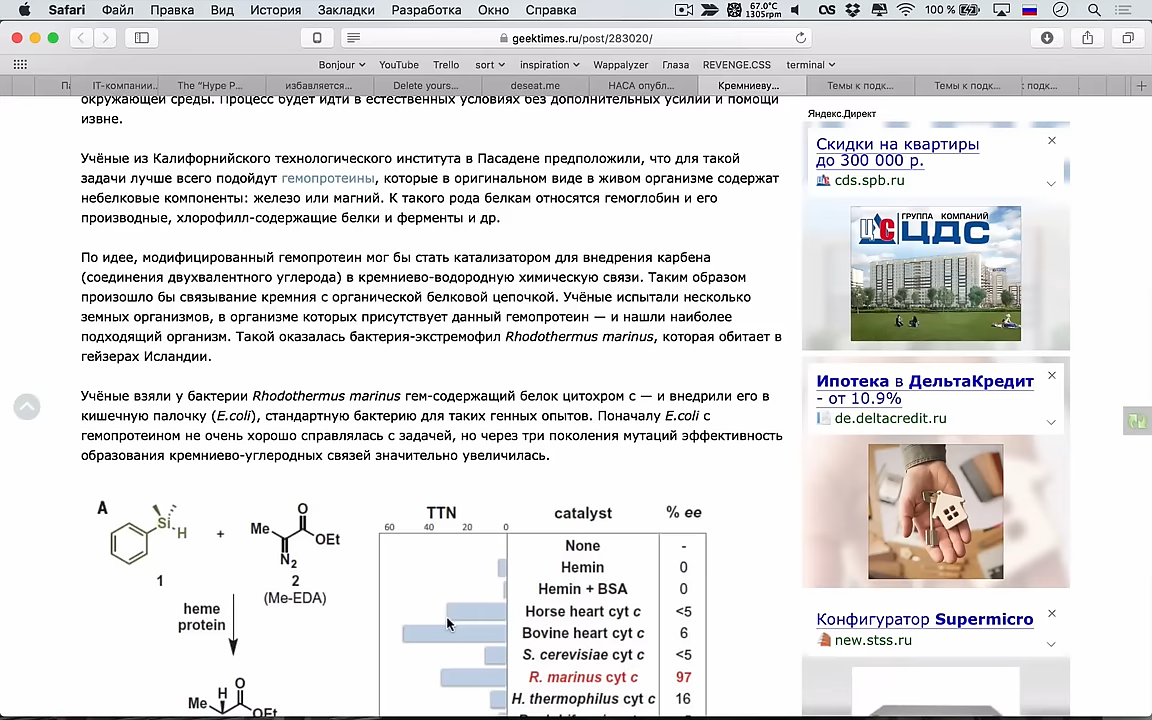 Safari Файл Правка Вид История Закладки Разработка Окно Справка
67.0°C
1305rpm
100 %
geektimes.ru/post/283020/
Bonjour YouTube Trello sort inspiration Wappalyzer Глаза REVENGE.CSS terminal
IT-компании... The "Hype P... избавляется... Delete yours... deseat.me НАСА опубл... Кремниеву... Темы к подк... Темы к подк... : подк...
окружающей среды. Процесс будет идти в естественных условиях без дополнительных усилий и помощи
извне.
Учёные из Калифорнийского технологического института в Пасадене предположили, что для такой
задачи лучше всего подойдут гемопротеины, которые в оригинальном виде в живом организме содержат
небелковые компоненты: железо или магний. К такого рода белкам относятся гемоглобин и его
производные, хлорофилл-содержащие белки и ферменты и др.
По идее, модифицированный гемопротеин мог бы стать катализатором для внедрения карбена
(соединения двухвалентного углерода) в кремниево-водородную химическую связи. Таким образом
произошло бы связывание кремния с органической белковой цепочкой. Учёные испытали несколько
земных организмов, в организме которых присутствует данный гемопротеин — и нашли наиболее
подходящий организм. Такой оказалась бактерия-экстремофил Rhodothermus marinus, которая обитает в
гейзерах Исландии.
Учёные взяли у бактерии Rhodothermus marinus гем-содержащий белок цитохром c — и внедрили его в
кишечную палочку (E.coli), стандартную бактерию для таких генных опытов. Поначалу E.coli с
гемопротеином не очень хорошо справлялась с задачей, но через три поколения мутаций эффективность
образования кремниево-углеродных связей значительно увеличилась.
A
Si
H
1
+
Me
O
OEt
N2
2
(Me-EDA)
heme
protein
H
O
Me
OEt
TTN catalyst % ee
60 40 20 0
None -
Hemin 0
Hemin + BSA 0
Horse heart cyt c <5
Bovine heart cyt c 6
S. cerevisiae cyt c <5
R. marinus cyt c 97
H. thermophilus cyt c 16
Яндекс.Директ
Скидки на квартиры
до 300 000 р.
cds.spb.ru
ГРУППА КОМПАНИЙ
ЦС ЦДС
Ипотека в ДельтаКредит
- от 10.9%
de.deltacredit.ru
Конфигуратор Supermicro
new.stss.ru